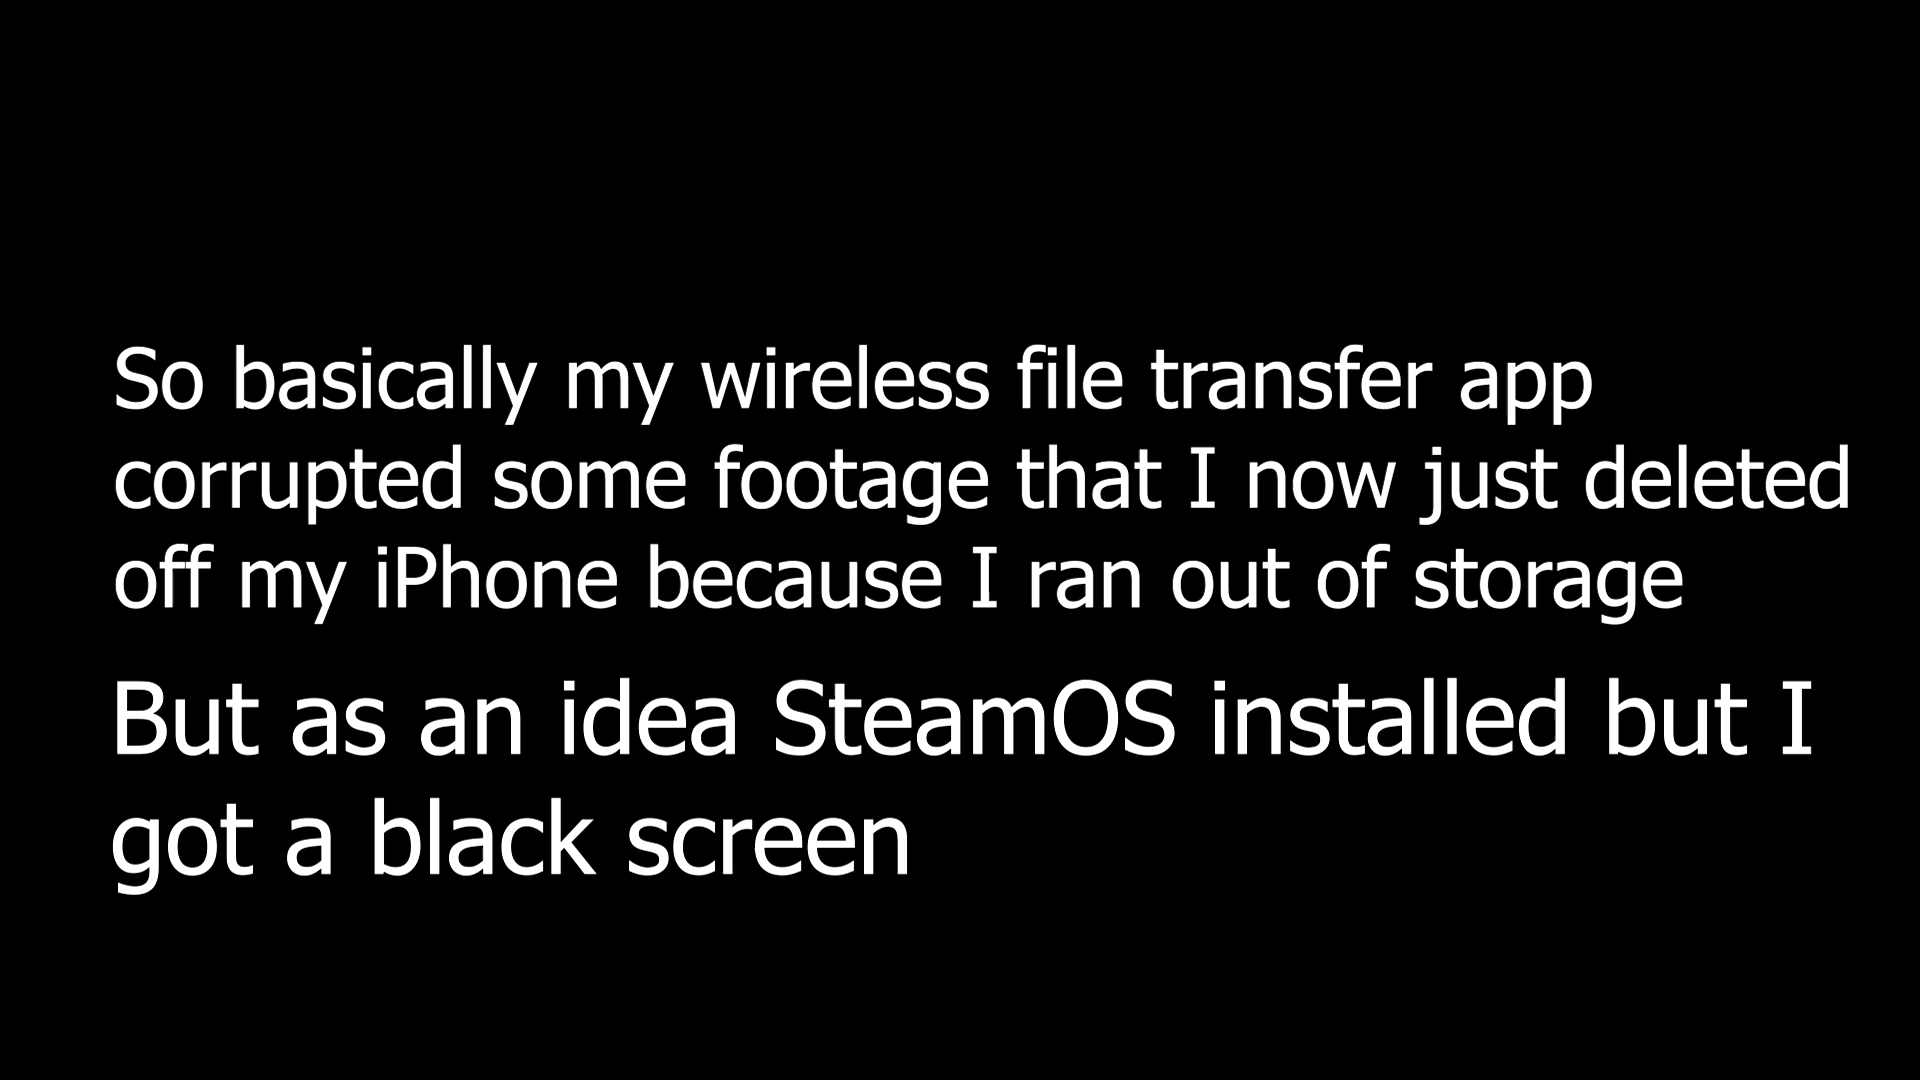 So basically my wireless file transfer app
corrupted some footage that I now just deleted
off my iPhone because I ran out of storage
But as an idea SteamOS installed but I
got a black screen